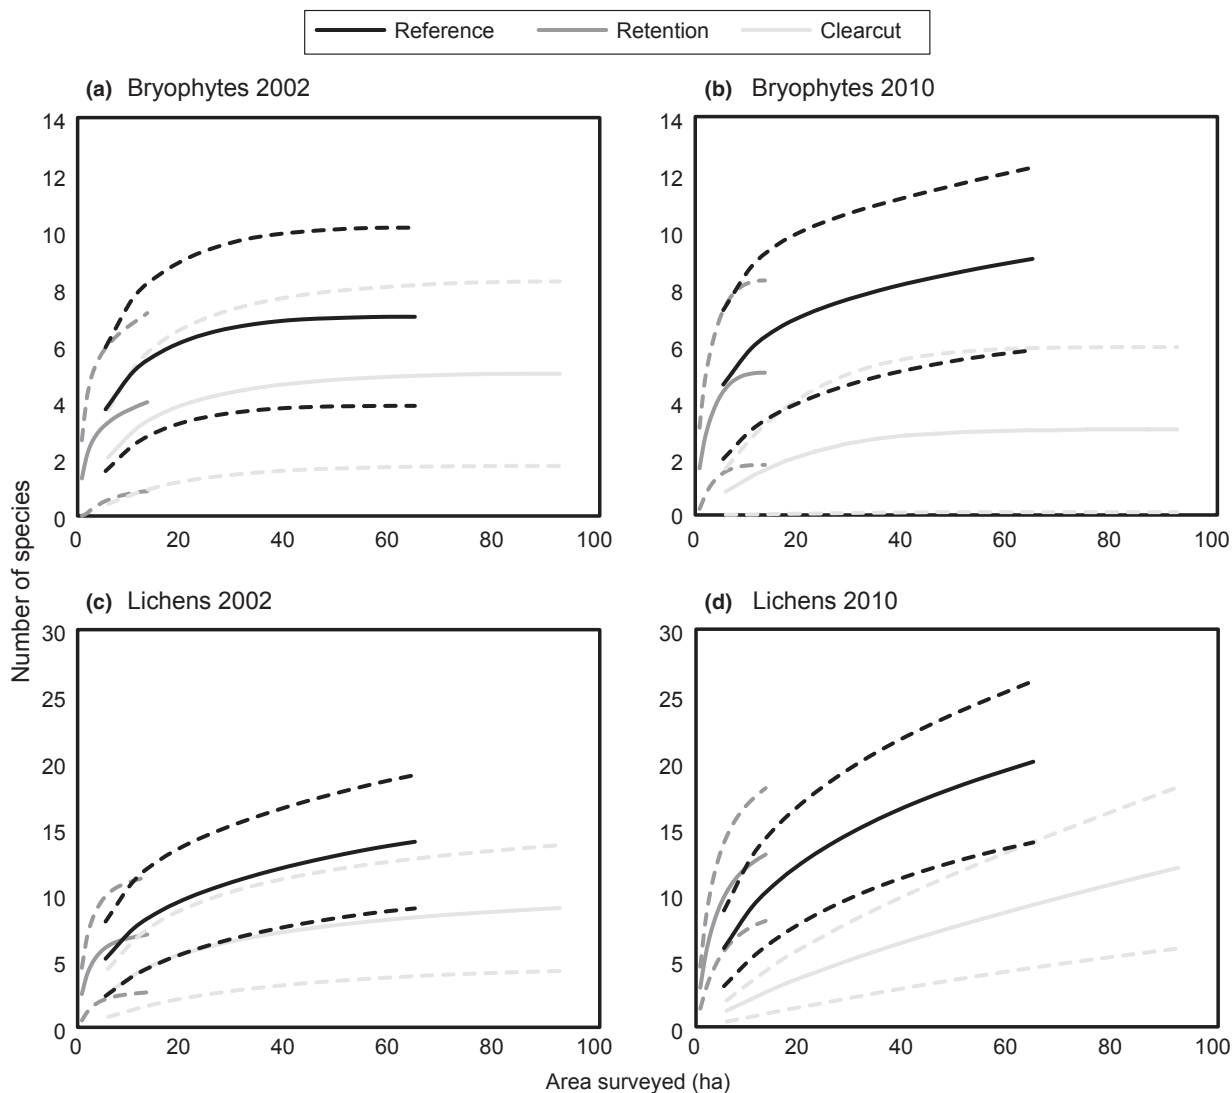 Reference Retention Clearcut
(a) Bryophytes 2002
(b) Bryophytes 2010
14
12
10
8
6
4
2
0
0 20 40 60 80 100
14
12
10
8
6
4
2
0
0 20 40 60 80 100
Number of species
(c) Lichens 2002
(d) Lichens 2010
30
25
20
15
10
5
0
0 20 40 60 80 100
30
25
20
15
10
5
0
0 20 40 60 80 100
Area surveyed (ha)